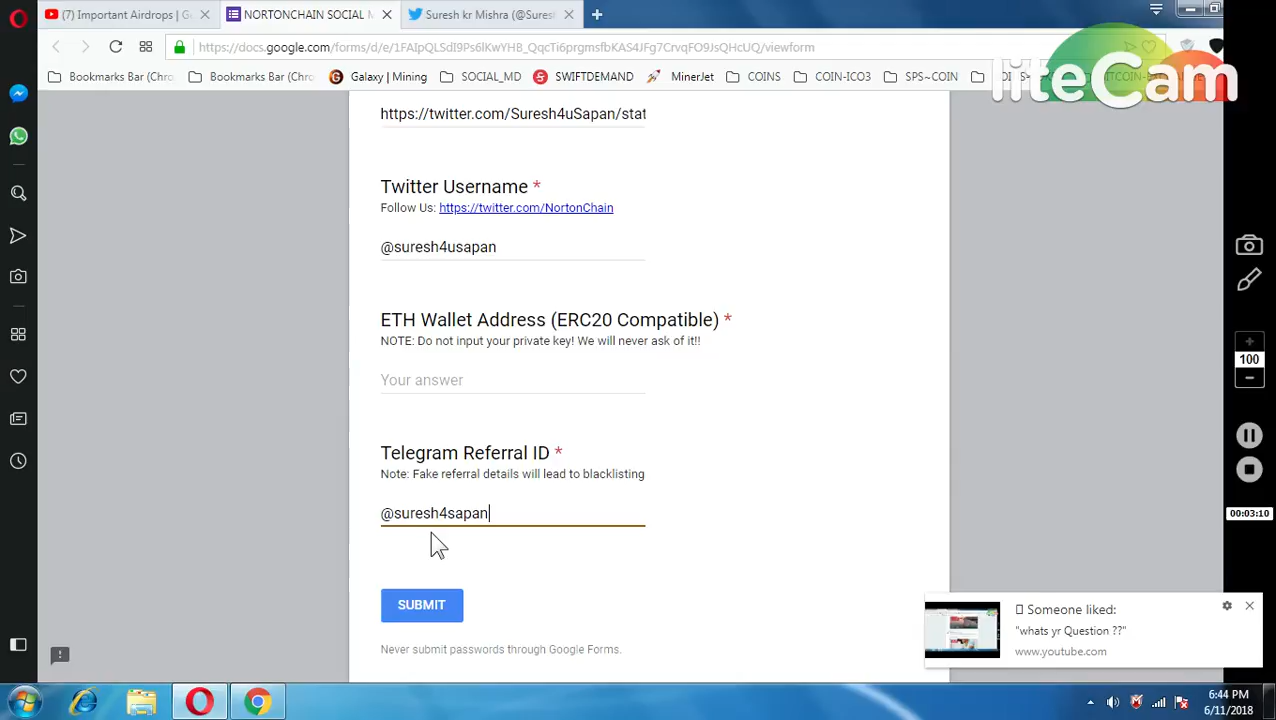 (7) Important Airdrops | G
NORTONCHAIN SOCIAL M
Suresh kr Mishra (@Sures
https://docs.google.com/forms/d/e/1FAIpQLSdI9Ps6lKwYrB_QqcTi6prgmsfbKAS4JFg7CrvqFO9JsQHcUQ/viewform
Bookmarks Bar (Chro
Bookmarks Bar (Chro
Galaxy | Mining
SOCIAL_MD
SWIFTDEMAND
MinerJet
COINS
COIN-ICO3
SPS~COIN
liteCam
https://twitter.com/Suresh4uSapan/stat
Twitter Username *
Follow Us: https://twitter.com/NortonChain
@suresh4usapan
ETH Wallet Address (ERC20 Compatible) *
NOTE: Do not input your private key! We will never ask of it!!
Your answer
Telegram Referral ID *
Note: Fake referral details will lead to blacklisting
@suresh4sapan
SUBMIT
Never submit passwords through Google Forms.
100
00:03:10
Someone liked:
"whats yr Question ??"
www.youtube.com
6:44 PM
6/11/2018